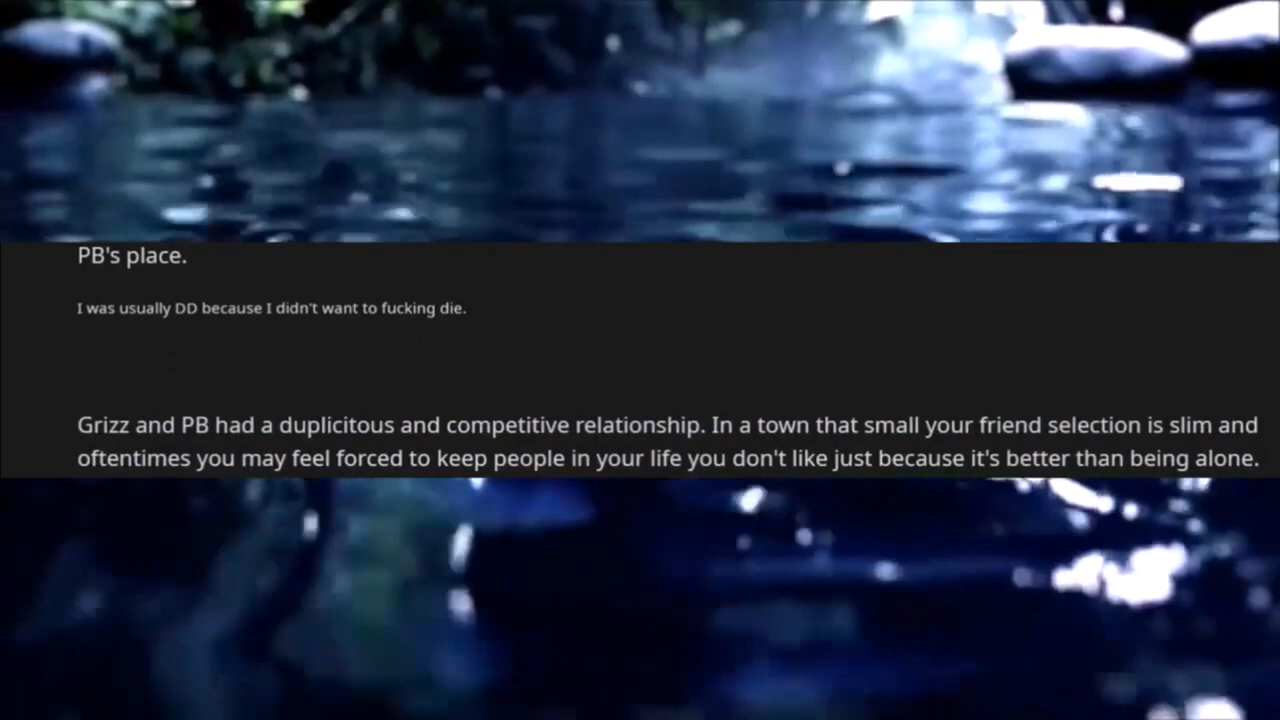 PB's place.
I was usually DD because I didn't want to fucking die.
Grizz and PB had a duplicitous and competitive relationship. In a town that small your friend selection is slim and
oftentimes you may feel forced to keep people in your life you don't like just because it's better than being alone.